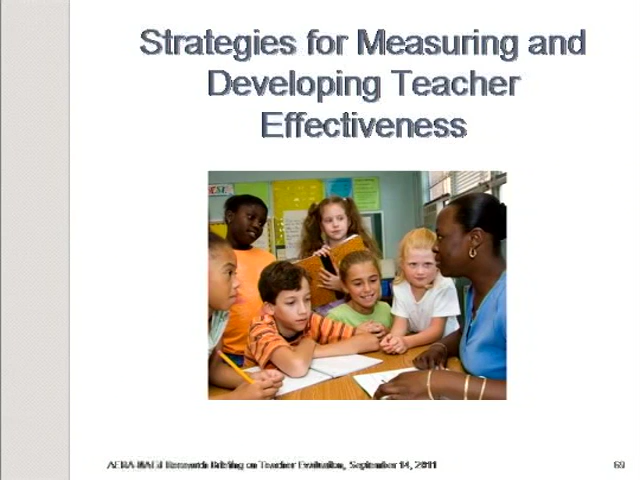 Strategies for Measuring and
Developing Teacher
Effectiveness
AERA-NAEd Research Briefing on Teacher Evaluation, September 14, 2011
69